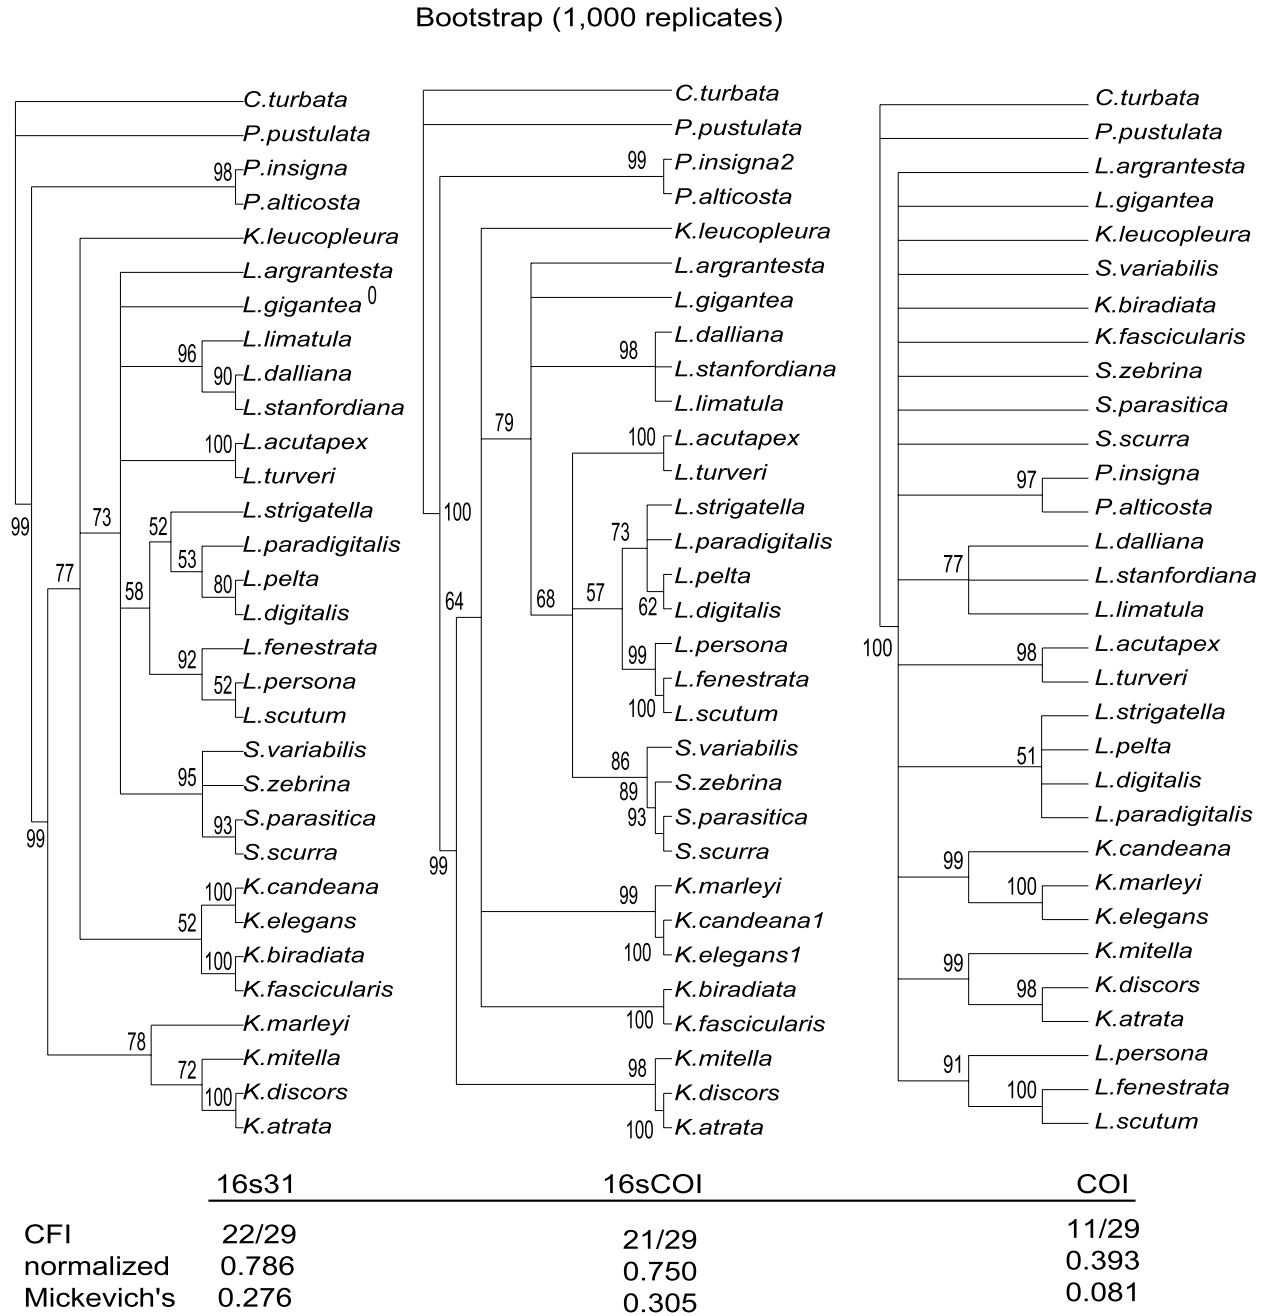 Bootstrap (1,000 replicates)
C.turbata
P.pustulata
98
P.insigna
P.alticosta
K.leucopleura
L.argrantesta
L.gigantea 0
L.limatula
96
90
L.dalliana
L.stanfordiana
100
L.acutapex
L.turveri
99
73
52
L.strigatella
53
L.paradigitalis
77
58
80
L.pelta
L.digitalis
L.fenestrata
92
52
L.persona
L.scutum
S.variabilis
95
S.zebrina
93
S.parasitica
S.scurra
99
100
K.candeana
K.elegans
52
100
K.biradiata
K.fascicularis
K.marleyi
78
K.mitella
72
100
K.discors
K.atrata
C.turbata
P.pustulata
99
P.insigna2
P.alticosta
K.leucopleura
L.argrantesta
L.gigantea
L.dalliana
98
L.stanfordiana
L.limatula
79
100
L.acutapex
L.turveri
100
L.strigatella
73
L.paradigitalis
L.pelta
64
68
57
62
L.digitalis
L.persona
99
L.fenestrata
100
L.scutum
S.variabilis
86
S.zebrina
89
93
S.parasitica
S.scurra
99
K.marleyi
99
K.candeana1
100
K.elegans1
K.biradiata
100
K.fascicularis
K.mitella
98
K.discors
100
K.atrata
C.turbata
P.pustulata
L.argrantesta
L.gigantea
K.leucopleura
S.variabilis
K.biradiata
K.fascicularis
S.zebrina
S.parasitica
S.scurra
97
P.insigna
P.alticosta
L.dalliana
77
L.stanfordiana
L.limatula
100
98
L.acutapex
L.turveri
L.strigatella
51
L.pelta
L.digitalis
L.paradigitalis
K.candeana
99
100
K.marleyi
K.elegans
K.mitella
99
98
K.discors
K.atrata
L.persona
91
100
L.fenestrata
L.scutum
16s31 16sCOI COI
CFI 22/29 21/29 11/29
normalized 0.786 0.750 0.393
Mickevich's 0.276 0.305 0.081